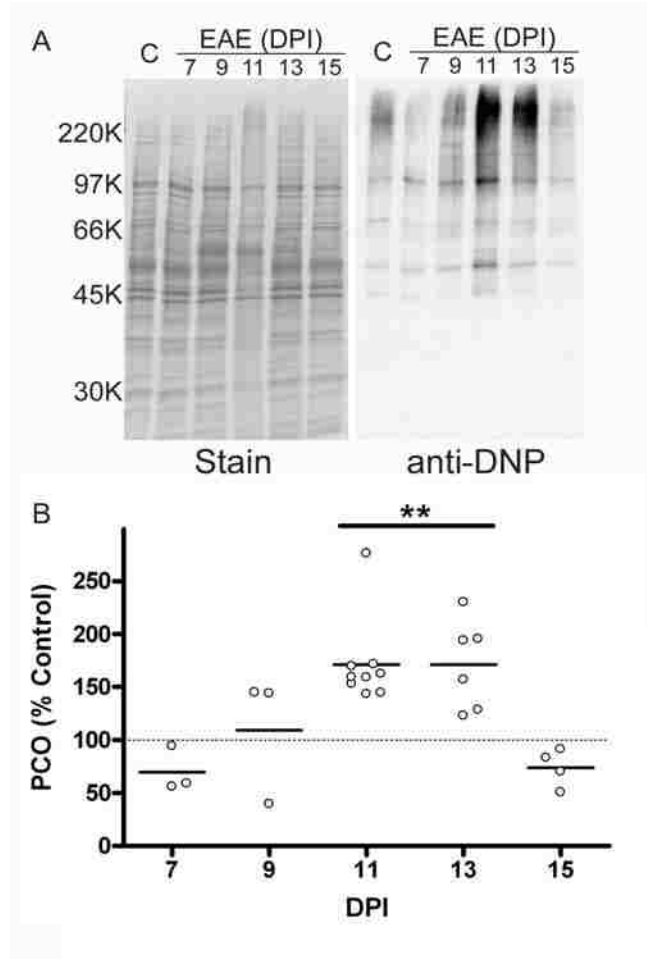 A
C EAE (DPI) C EAE (DPI)
7 9 11 13 15 7 9 11 13 15
220K
97K
66K
45K
30K
Stain anti-DNP
B
**
PCO (% Control)
250
200
150
100
50
0
7 9 11 13 15
DPI